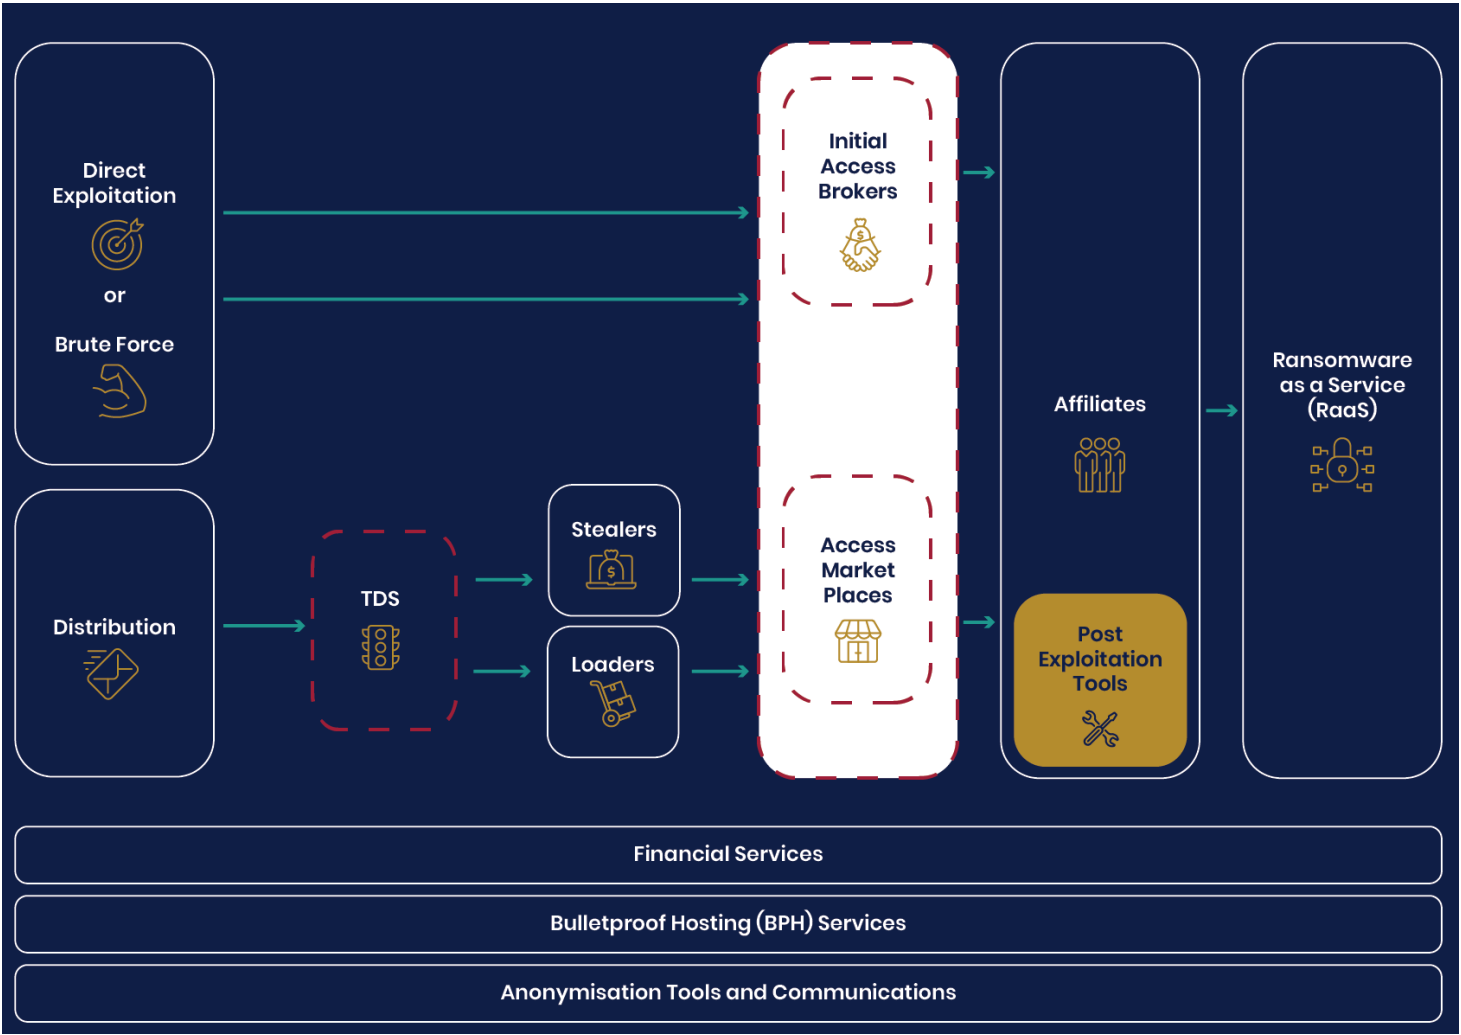 Direct
Exploitation
or
Brute Force
Distribution
TDS
Stealers
Loaders
Initial
Access
Brokers
$
Access
Market
Places
Affiliates
Post
Exploitation
Tools
Ransomware
as a Service
(RaaS)
Financial Services
Bulletproof Hosting (BPH) Services
Anonymisation Tools and Communications